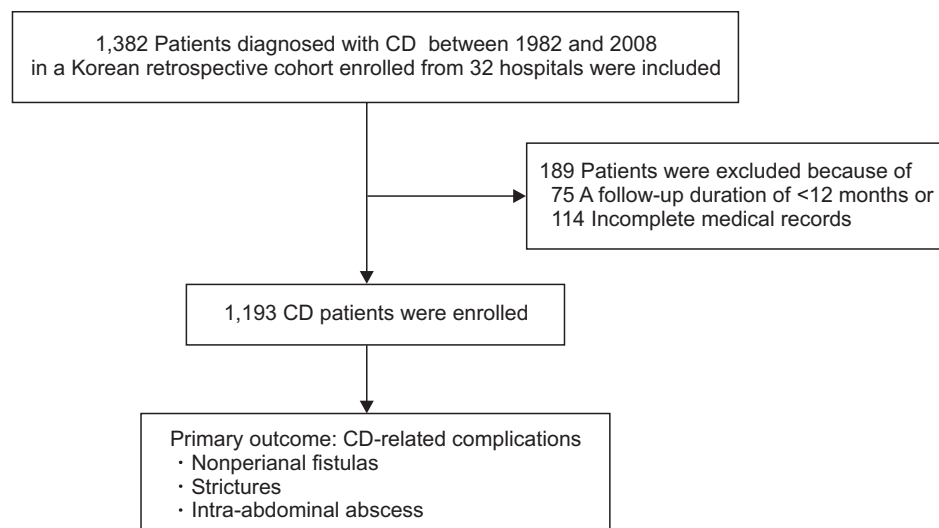 1,382 Patients diagnosed with CD between 1982 and 2008
in a Korean retrospective cohort enrolled from 32 hospitals were included
189 Patients were excluded because of
75 A follow-up duration of <12 months or
114 Incomplete medical records
1,193 CD patients were enrolled
Primary outcome: CD-related complications
・Nonperianal fistulas
・Strictures
・Intra-abdominal abscess